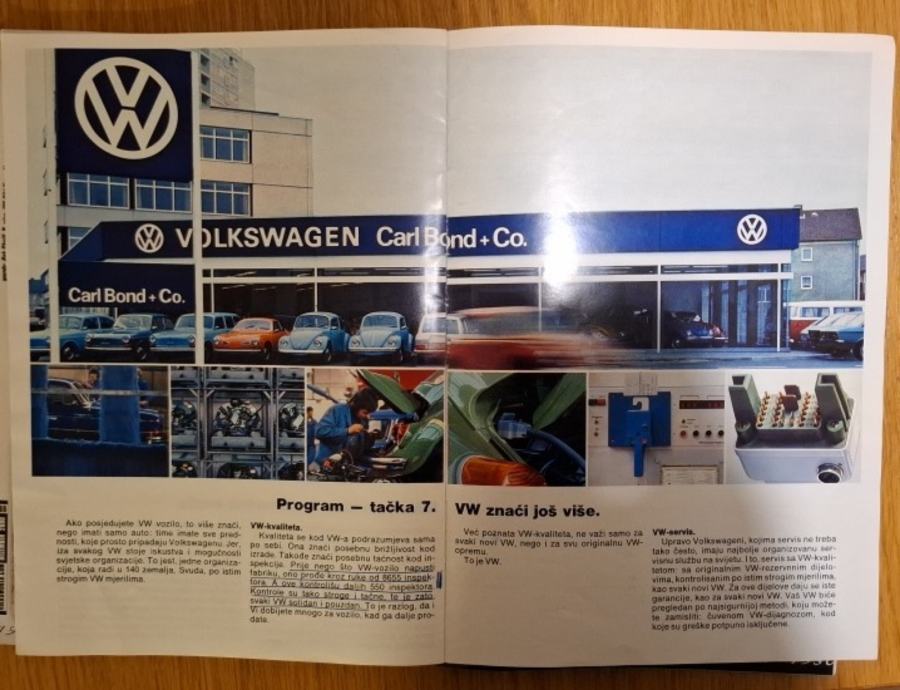 VOLKSWAGEN Carl Bond + Co.
Carl Bond + Co.
Program — tačka 7.
Ako posjedujete VW vozilo, to više znači,
nego imati samo auto: time imate sve pred-
nosti, koje prosto pripadaju Volkswagenu. Jer,
iza svakog VW stoje iskustva i mogućnosti
svjetske organizacije. To jest, jedne organiza-
cije, koja radi u 140 zemalja. Svuda, po istim
strogim VW mjerilima.
VW-kvaliteta.
Kvaliteta se kod VW-a podrazumjeva sama
po sebi. Ona znači posebnu brižljivost kod
izrade. Takođe znači posebnu tačnost kod in-
spekcije. Prije nego što VW-vozilo napusti
fabriku, ono prođe kroz ruke od 8655 inspek-
tora. A ove kontrolišu daljih 550 inspektora.
Kontrole su tako stroge i tačne, te je zato
svaki VW solidan i pouzdan. To je razlog, da i
Vi dobijete mnogo za vozilo, kad ga dalje pro-
date.
VW znači još više.
Već poznata VW-kvaliteta, ne važi samo za
svaki novi VW, nego i za svu originalnu VW-
opremu.
To je VW.
VW-servis.
Upravo Volkswageni, kojima servis ne treba
tako često, imaju najbolje organizovanu ser-
visnu službu na svijetu. I to, servis sa VW-kvali-
tetom: sa originalnim VW-rezervnim dijelo-
vima, kontrolisanim po istim strogim mjerilima,
kao svaki novi VW. Za ove dijelove daju se iste
garancije, kao za svaki novi VW. Vaš VW biće
pregledan po najsigurnijoj metodi, koju može-
te zamisliti: čuvenom VW-dijagnozom, kod
koje su greške potpuno isključene.